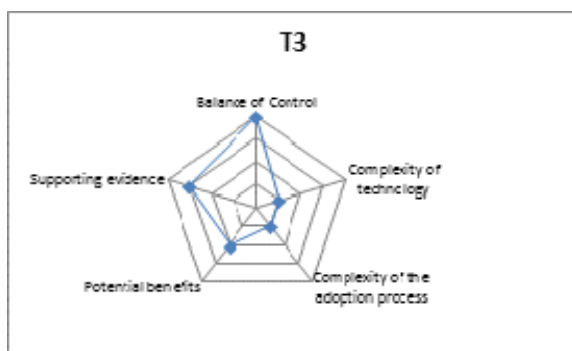 T3
Balance of Control
Supporting evidence
Complexity of
technology
Potential benefits
Complexity of the
adoption process